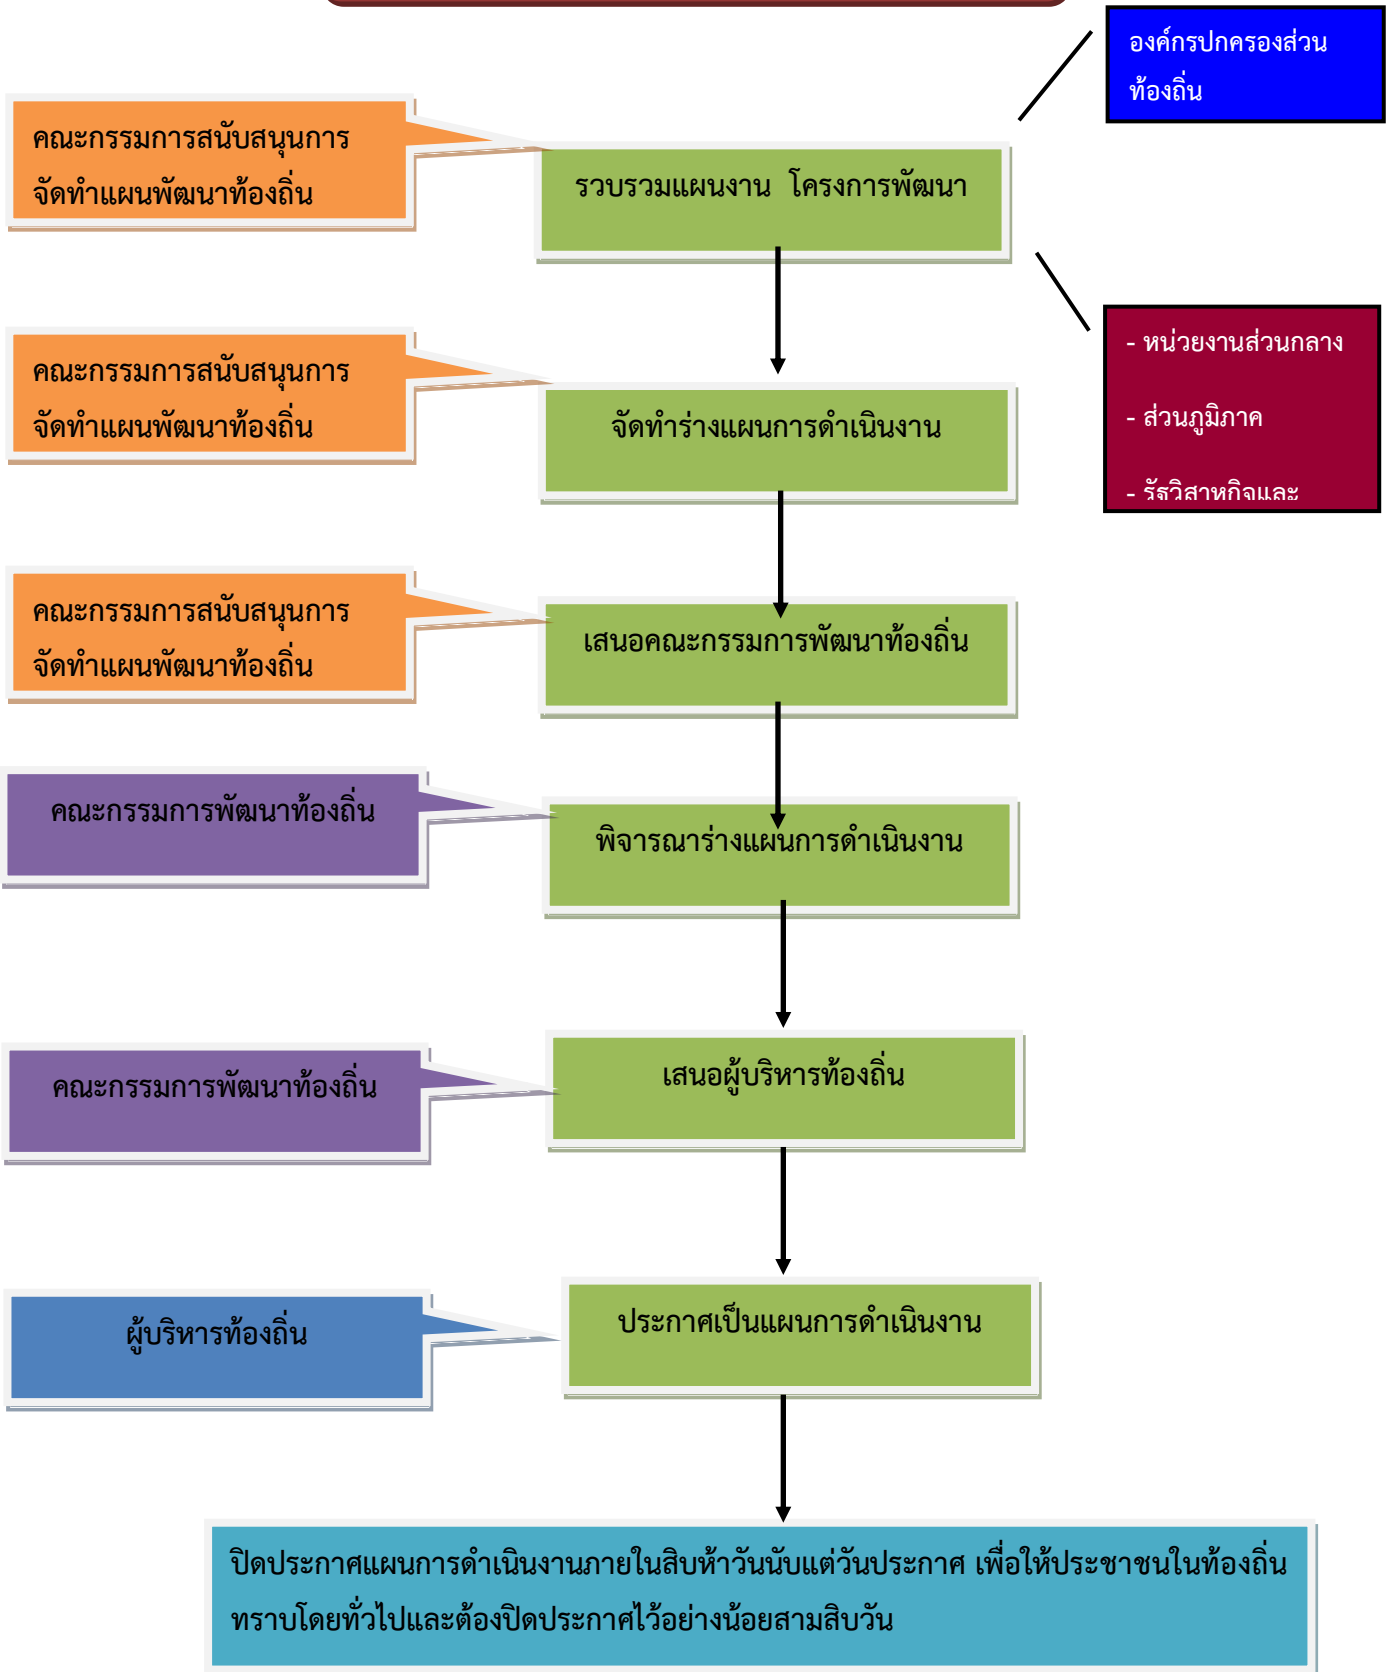 องค์กรปกครองส่วน
ท้องถิ่น
คณะกรรมการสนับสนุนการ
จัดทำแผนพัฒนาท้องถิ่น
รวบรวมแผนงาน โครงการพัฒนา
- หน่วยงานส่วนกลาง
- ส่วนภูมิภาค
- รัฐวิสาหกิจและ
คณะกรรมการสนับสนุนการ
จัดทำแผนพัฒนาท้องถิ่น
จัดทำร่างแผนการดำเนินงาน
คณะกรรมการสนับสนุนการ
จัดทำแผนพัฒนาท้องถิ่น
เสนอคณะกรรมการพัฒนาท้องถิ่น
คณะกรรมการพัฒนาท้องถิ่น
พิจารณาร่างแผนการดำเนินงาน
คณะกรรมการพัฒนาท้องถิ่น
เสนอผู้บริหารท้องถิ่น
ผู้บริหารท้องถิ่น
ประกาศเป็นแผนการดำเนินงาน
ปิดประกาศแผนการดำเนินงานภายในสิบห้าวันนับแต่วันประกาศ เพื่อให้ประชาชนในท้องถิ่น
ทราบโดยทั่วไปและต้องปิดประกาศไว้อย่างน้อยสามสิบวัน